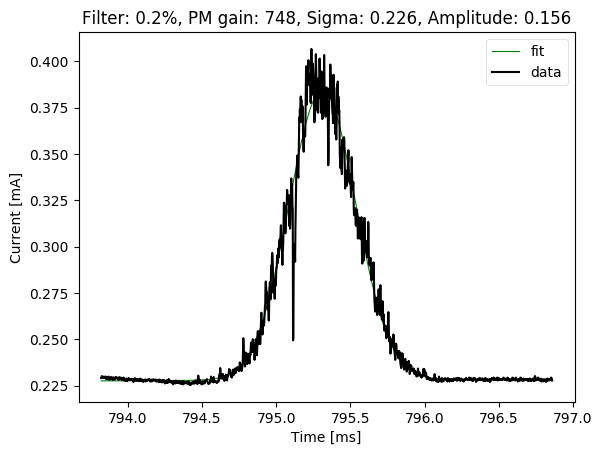 Filter: 0.2%, PM gain: 748, Sigma: 0.226, Amplitude: 0.156
fit
data
0.400
0.375
0.350
0.325
0.300
0.275
0.250
0.225
Current [mA]
794.0 794.5 795.0 795.5 796.0 796.5 797.0
Time [ms]